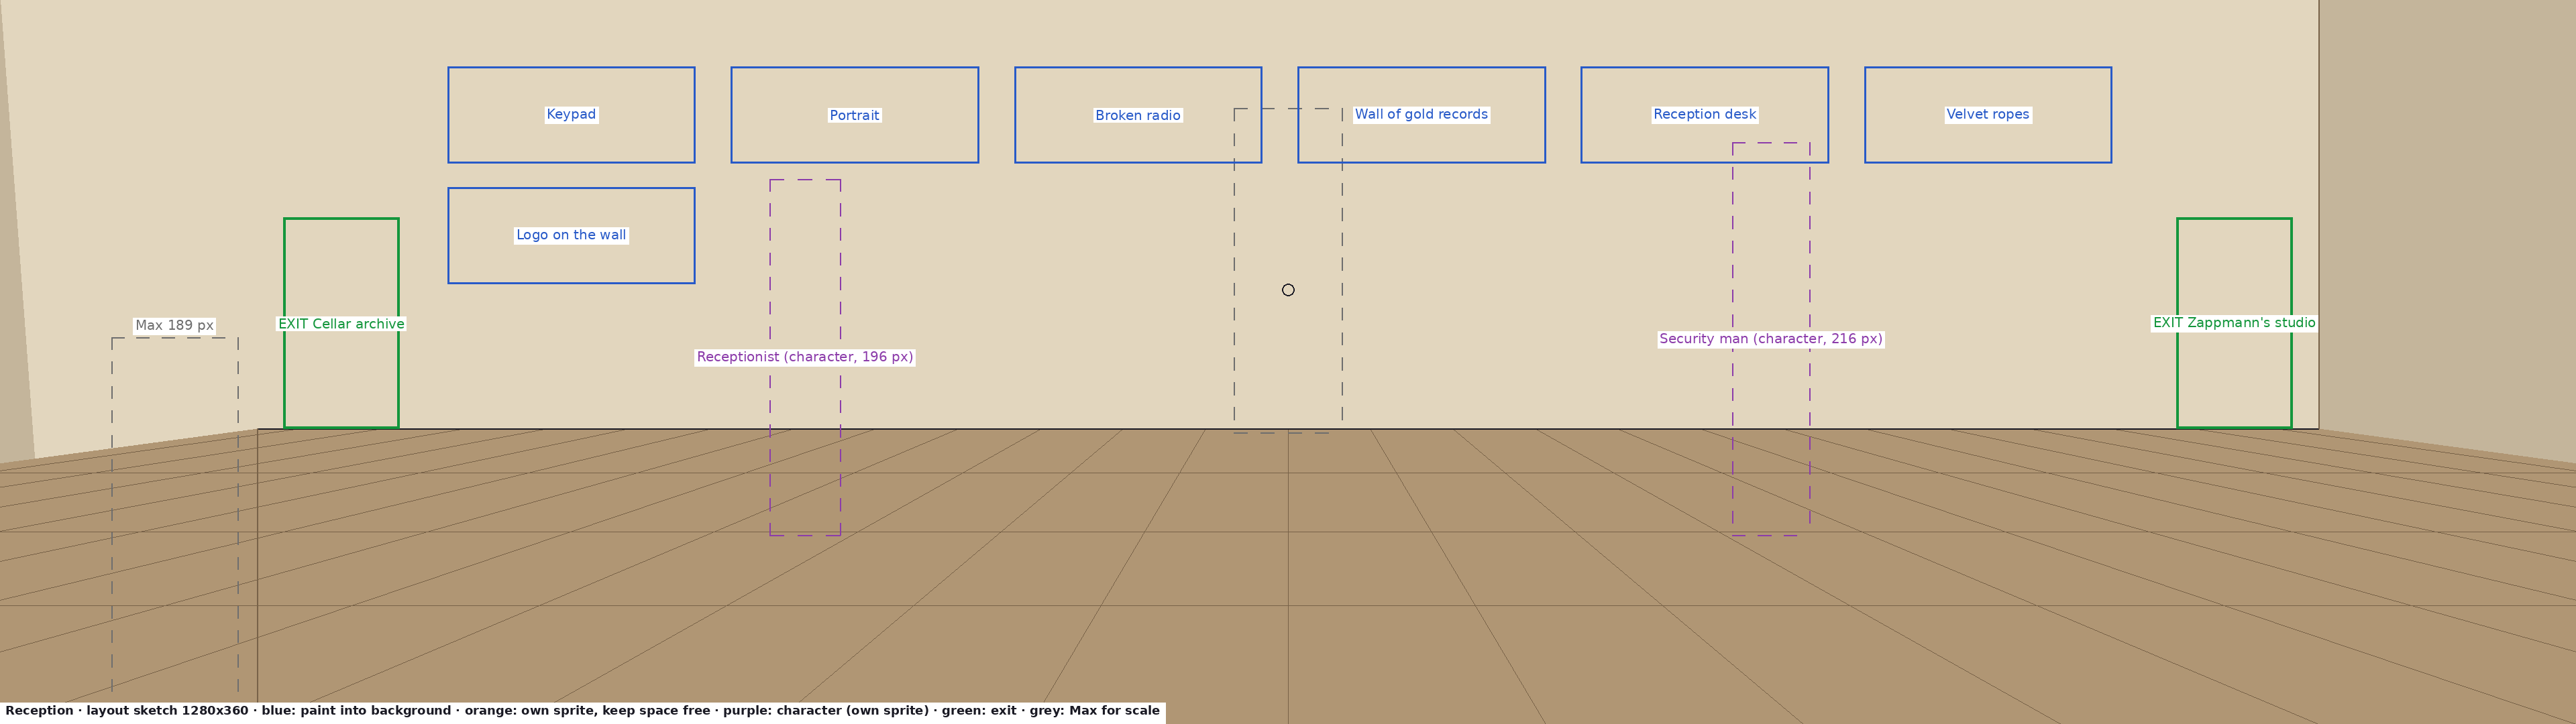 Keypad
Portrait
Broken radio
Wall of gold records
Reception desk
Velvet ropes
Logo on the wall
Max 189 px
EXIT Cellar archive
EXIT Zappmann's studio
Receptionist (character, 196 px)
Security man (character, 216 px)
Reception · layout sketch 1280x360 · blue: paint into background · orange: own sprite, keep space free · purple: character (own sprite) · green: exit · grey: Max for scale